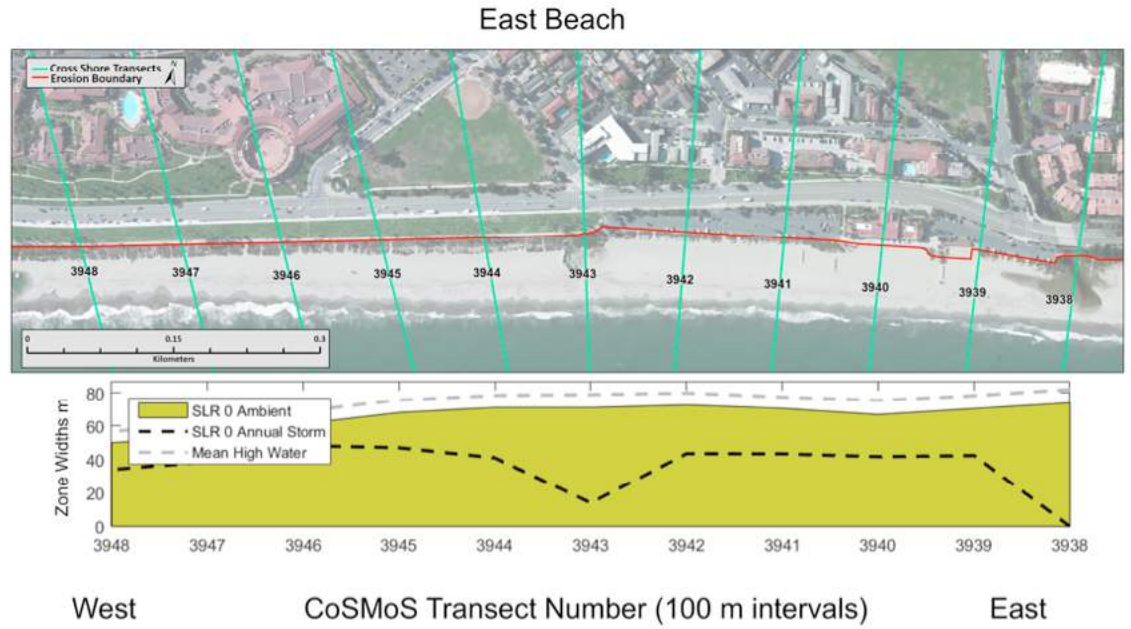 East Beach
N
Cross Shore Transects
Erosion Boundary
3948 3947 3946 3945 3944 3943 3942 3941 3940 3939 3938
0 0.15 0.3
Kilometers
80
60
40
20
0
Zone Widths m
SLR 0 Ambient
SLR 0 Annual Storm
Mean High Water
3948 3947 3946 3945 3944 3943 3942 3941 3940 3939 3938
West CoSMoS Transect Number (100 m intervals) East